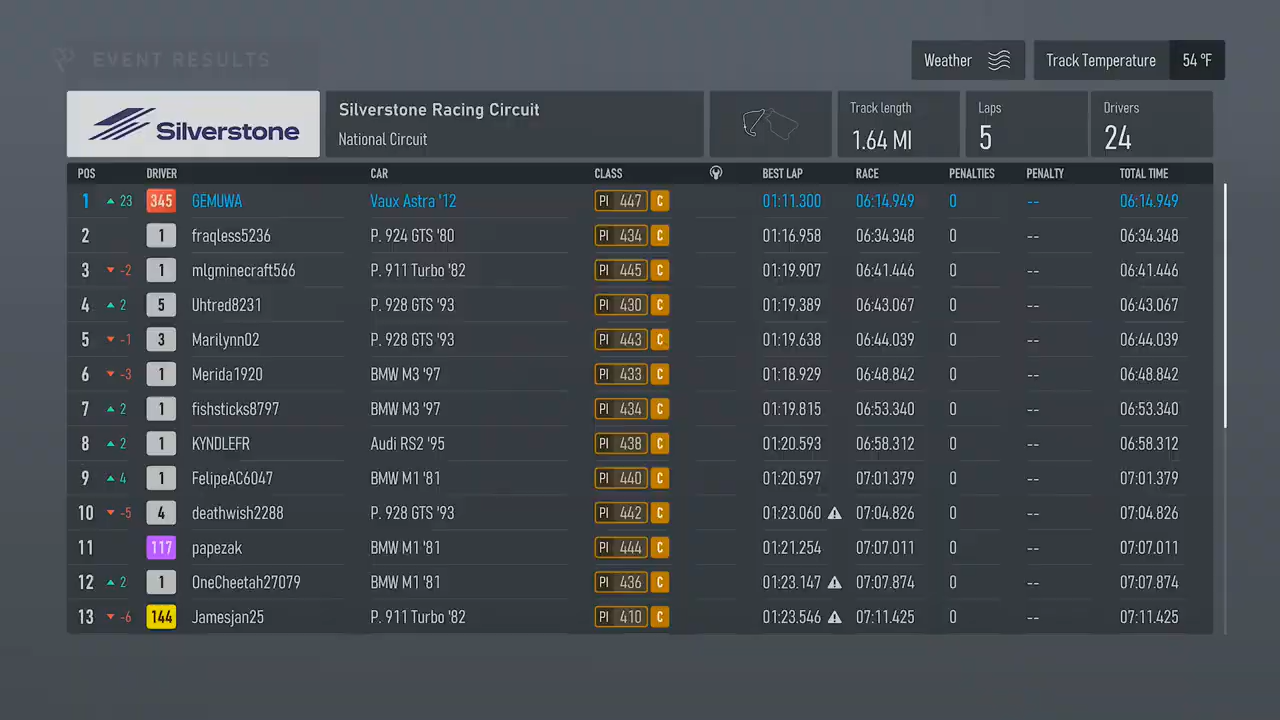 EVENT RESULTS
Weather Track Temperature 54 °F
Silverstone
Silverstone Racing Circuit
National Circuit
Track length 1.64 MI
Laps 5
Drivers 24
POS DRIVER CAR CLASS BEST LAP RACE PENALTIES PENALTY TOTAL TIME
1 ▲ 23 345 GEMUWA Vaux Astra '12 PI 447 C 01:11.300 06:14.949 0 -- 06:14.949
2 1 fraqless5236 P. 924 GTS '80 PI 434 C 01:16.958 06:34.348 0 -- 06:34.348
3 ▼ -2 1 mlgminecraft566 P. 911 Turbo '82 PI 445 C 01:19.907 06:41.446 0 -- 06:41.446
4 ▲ 2 5 Uhtred8231 P. 928 GTS '93 PI 430 C 01:19.389 06:43.067 0 -- 06:43.067
5 ▼ -1 3 Marilynn02 P. 928 GTS '93 PI 443 C 01:19.638 06:44.039 0 -- 06:44.039
6 ▼ -3 1 Merida1920 BMW M3 '97 PI 433 C 01:18.929 06:48.842 0 -- 06:48.842
7 ▲ 2 1 fishsticks8797 BMW M3 '97 PI 434 C 01:19.815 06:53.340 0 -- 06:53.340
8 ▲ 2 1 KYNDLEFR Audi RS2 '95 PI 438 C 01:20.593 06:58.312 0 -- 06:58.312
9 ▲ 4 1 FelipeAC6047 BMW M1 '81 PI 440 C 01:20.597 07:01.379 0 -- 07:01.379
10 ▼ -5 4 deathwish2288 P. 928 GTS '93 PI 442 C 01:23.060 07:04.826 0 -- 07:04.826
11 117 papezak BMW M1 '81 PI 444 C 01:21.254 07:07.011 0 -- 07:07.011
12 ▲ 2 1 OneCheetah27079 BMW M1 '81 PI 436 C 01:23.147 07:07.874 0 -- 07:07.874
13 ▼ -6 144 Jamesjan25 P. 911 Turbo '82 PI 410 C 01:23.546 07:11.425 0 -- 07:11.425